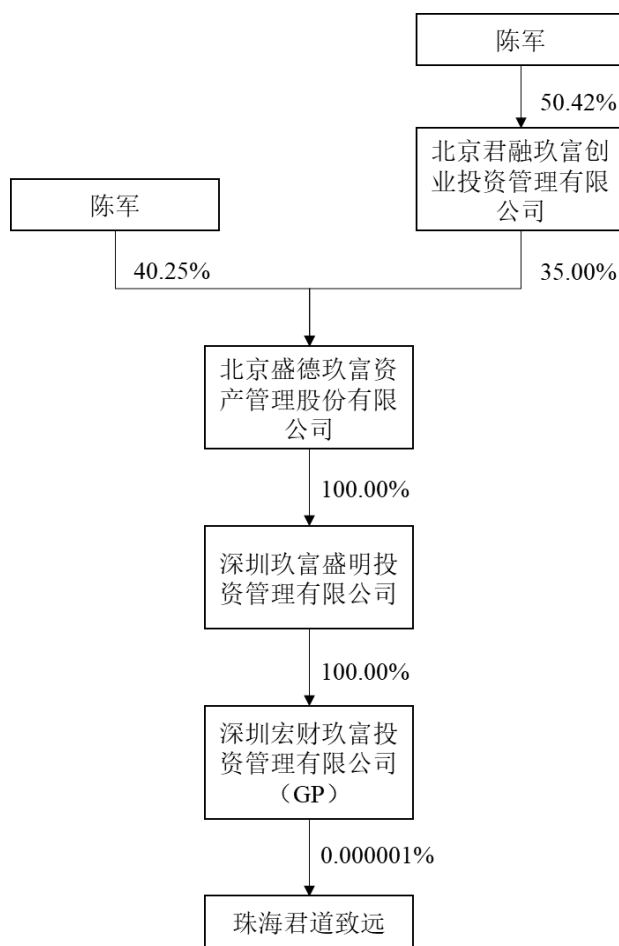 陈军
50.42%
北京君融玖富创
业投资管理有限
公司
陈军
40.25%
35.00%
北京盛德玖富资
产管理股份有限
公司
100.00%
深圳玖富盛明投
资管理有限公司
100.00%
深圳宏财玖富投
资管理有限公司
（GP）
0.000001%
珠海君道致远